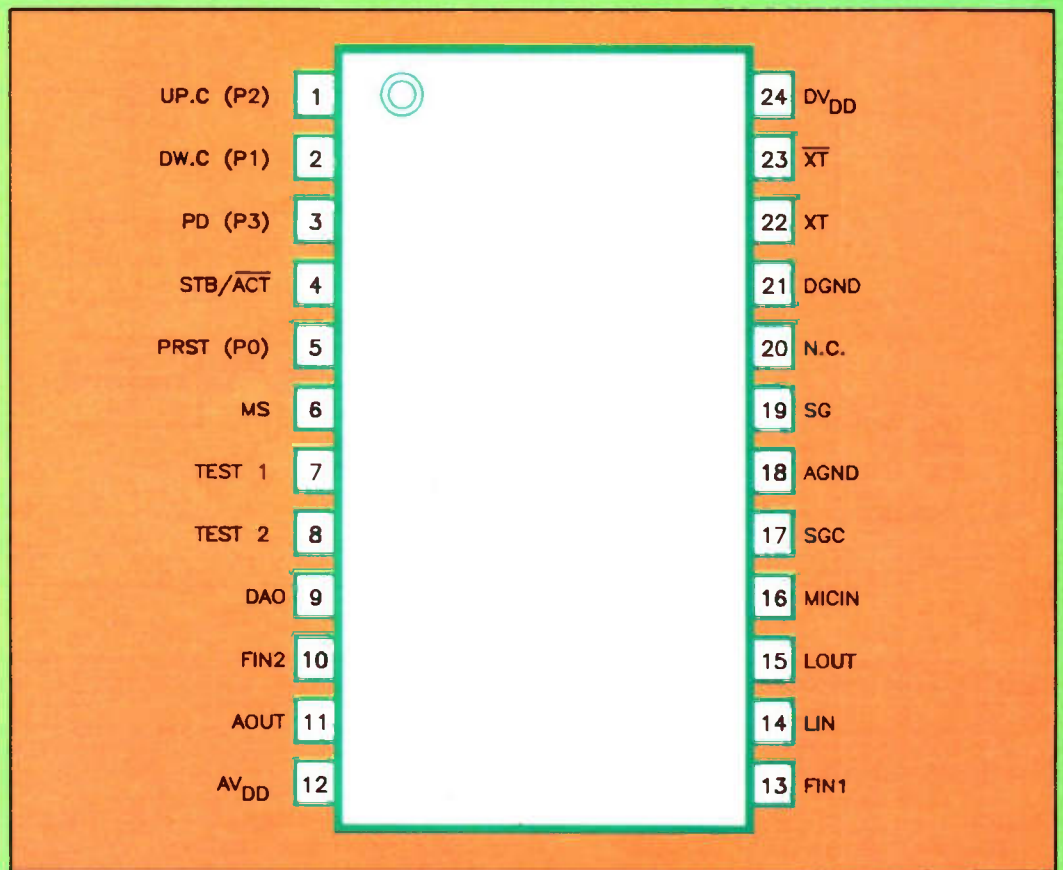 UP.C (P2) 1
DW.C (P1) 2
PD (P3) 3
STB/A̅C̅T̅ 4
PRST (P0) 5
MS 6
TEST 1 7
TEST 2 8
DAO 9
FIN2 10
AOUT 11
AVDD 12
24 DVDD
23 X̅T̅
22 XT
21 DGND
20 N.C.
19 SG
18 AGND
17 SGC
16 MICIN
15 LOUT
14 LIN
13 FIN1